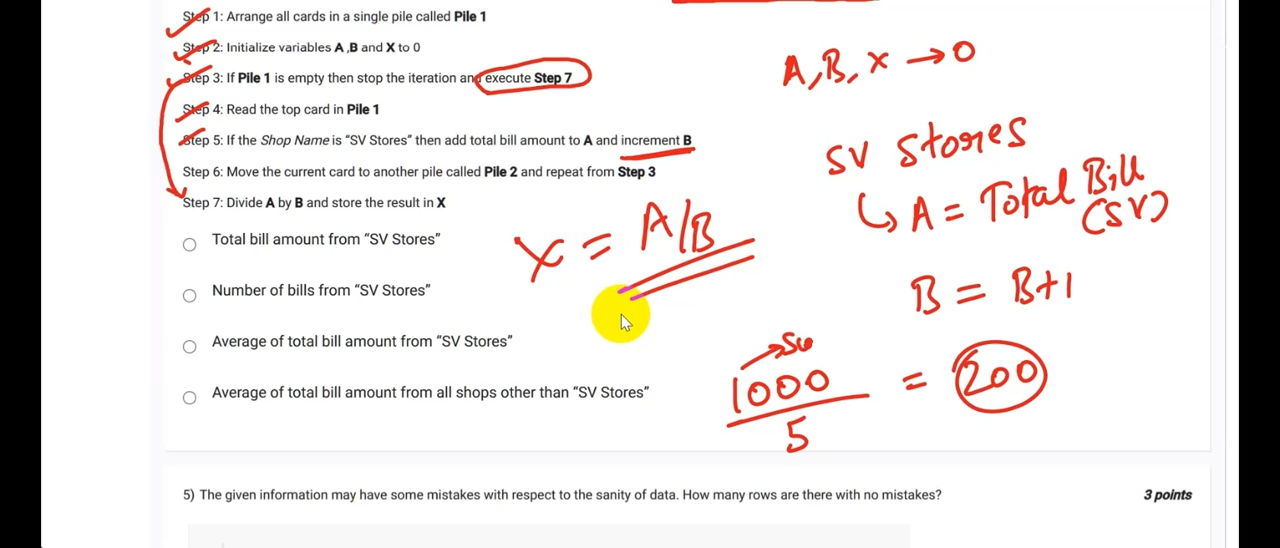 Step 1: Arrange all cards in a single pile called Pile 1
Step 2: Initialize variables A ,B and X to 0
Step 3: If Pile 1 is empty then stop the iteration and execute Step 7
Step 4: Read the top card in Pile 1
Step 5: If the Shop Name is “SV Stores” then add total bill amount to A and increment B
Step 6: Move the current card to another pile called Pile 2 and repeat from Step 3
Step 7: Divide A by B and store the result in X
Total bill amount from “SV Stores”
Number of bills from “SV Stores”
Average of total bill amount from “SV Stores”
Average of total bill amount from all shops other than “SV Stores”
A, B, X → 0
SV Stores
↳ A = Total Bill
(SV)
X = A/B
B = B+1
1000
5
= 200
5) The given information may have some mistakes with respect to the sanity of data. How many rows are there with no mistakes?
3 points